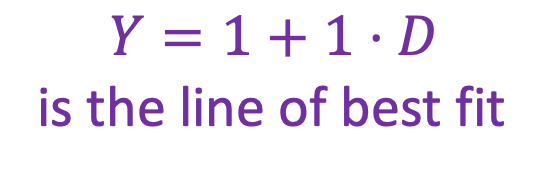 Y = 1 + 1 · D
is the line of best fit